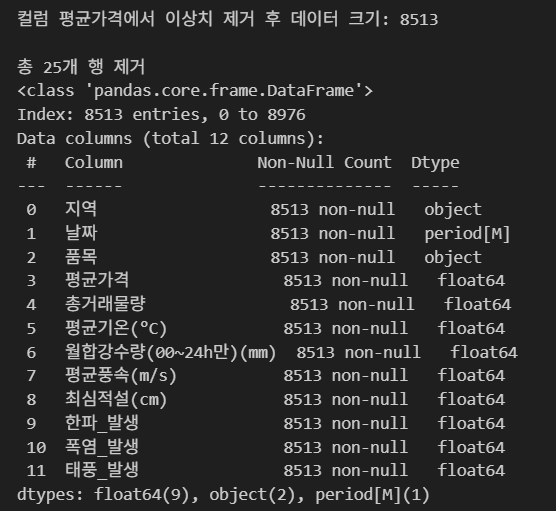 컬럼 평균가격에서 이상치 제거 후 데이터 크기: 8513

총 25개 행 제거
<class 'pandas.core.frame.DataFrame'>
Index: 8513 entries, 0 to 8976
Data columns (total 12 columns):
 #   Column              Non-Null Count  Dtype
---  ------              --------------  -----
 0   지역                  8513 non-null   object
 1   날짜                  8513 non-null   period[M]
 2   품목                  8513 non-null   object
 3   평균가격                8513 non-null   float64
 4   총거래물량               8513 non-null   float64
 5   평균기온(°C)            8513 non-null   float64
 6   월합강수량(00~24h만)(mm)  8513 non-null   float64
 7   평균풍속(m/s)           8513 non-null   float64
 8   최심적설(cm)            8513 non-null   float64
 9   한파_발생               8513 non-null   float64
 10  폭염_발생               8513 non-null   float64
 11  태풍_발생               8513 non-null   float64
dtypes: float64(9), object(2), period[M](1)